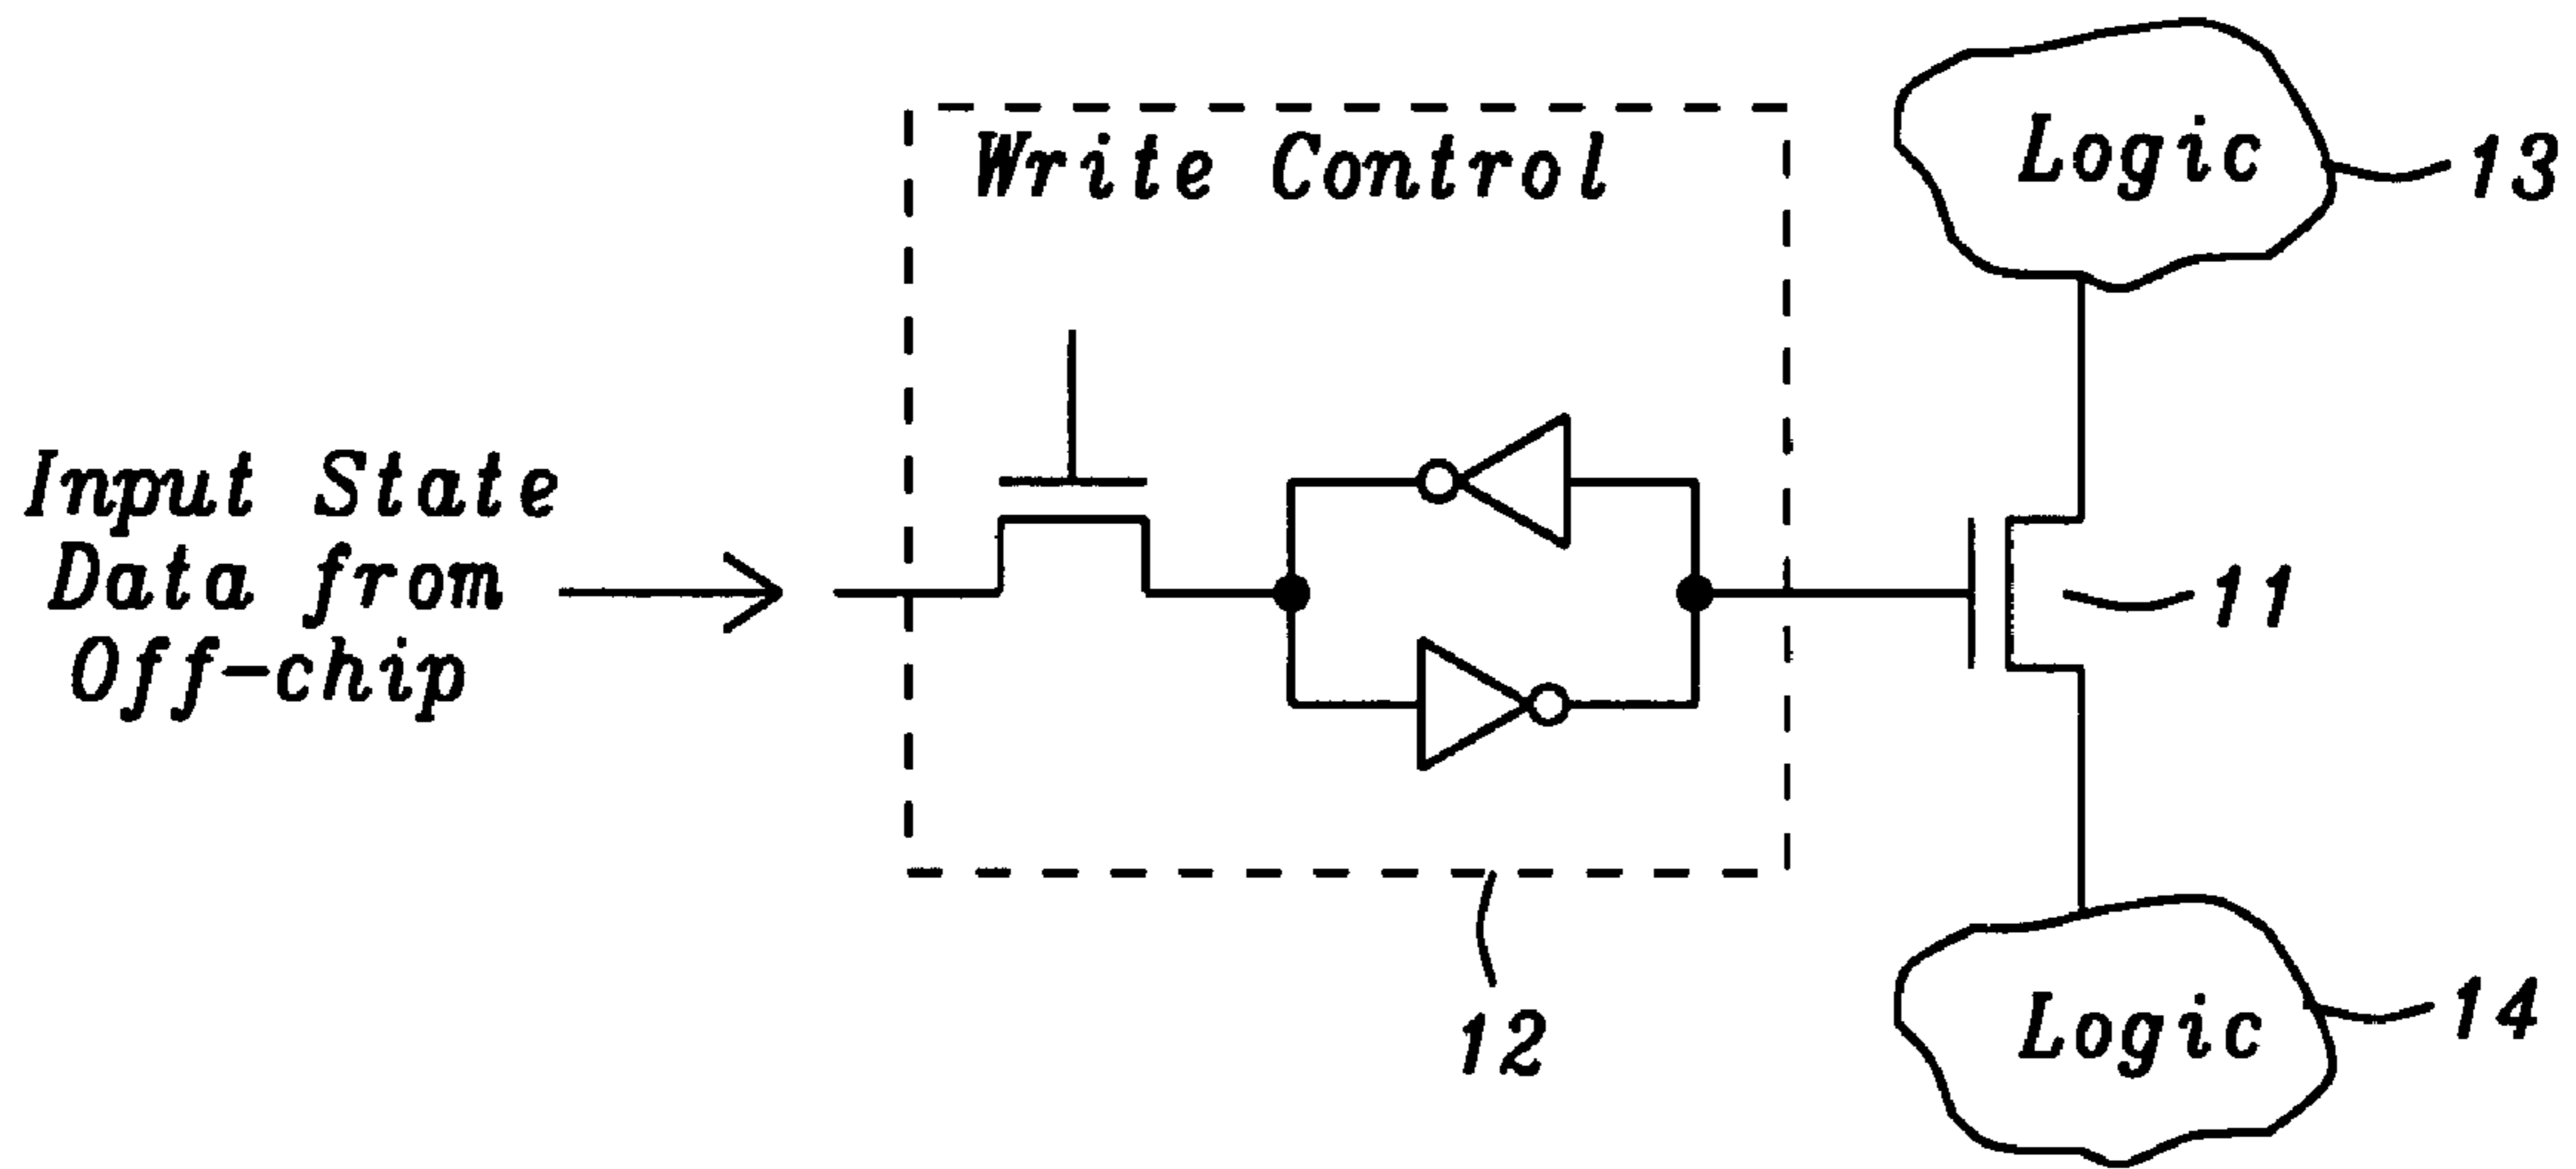 Logic
13
Write Control
Input State
Data from
Off-chip
11
12
Logic
14